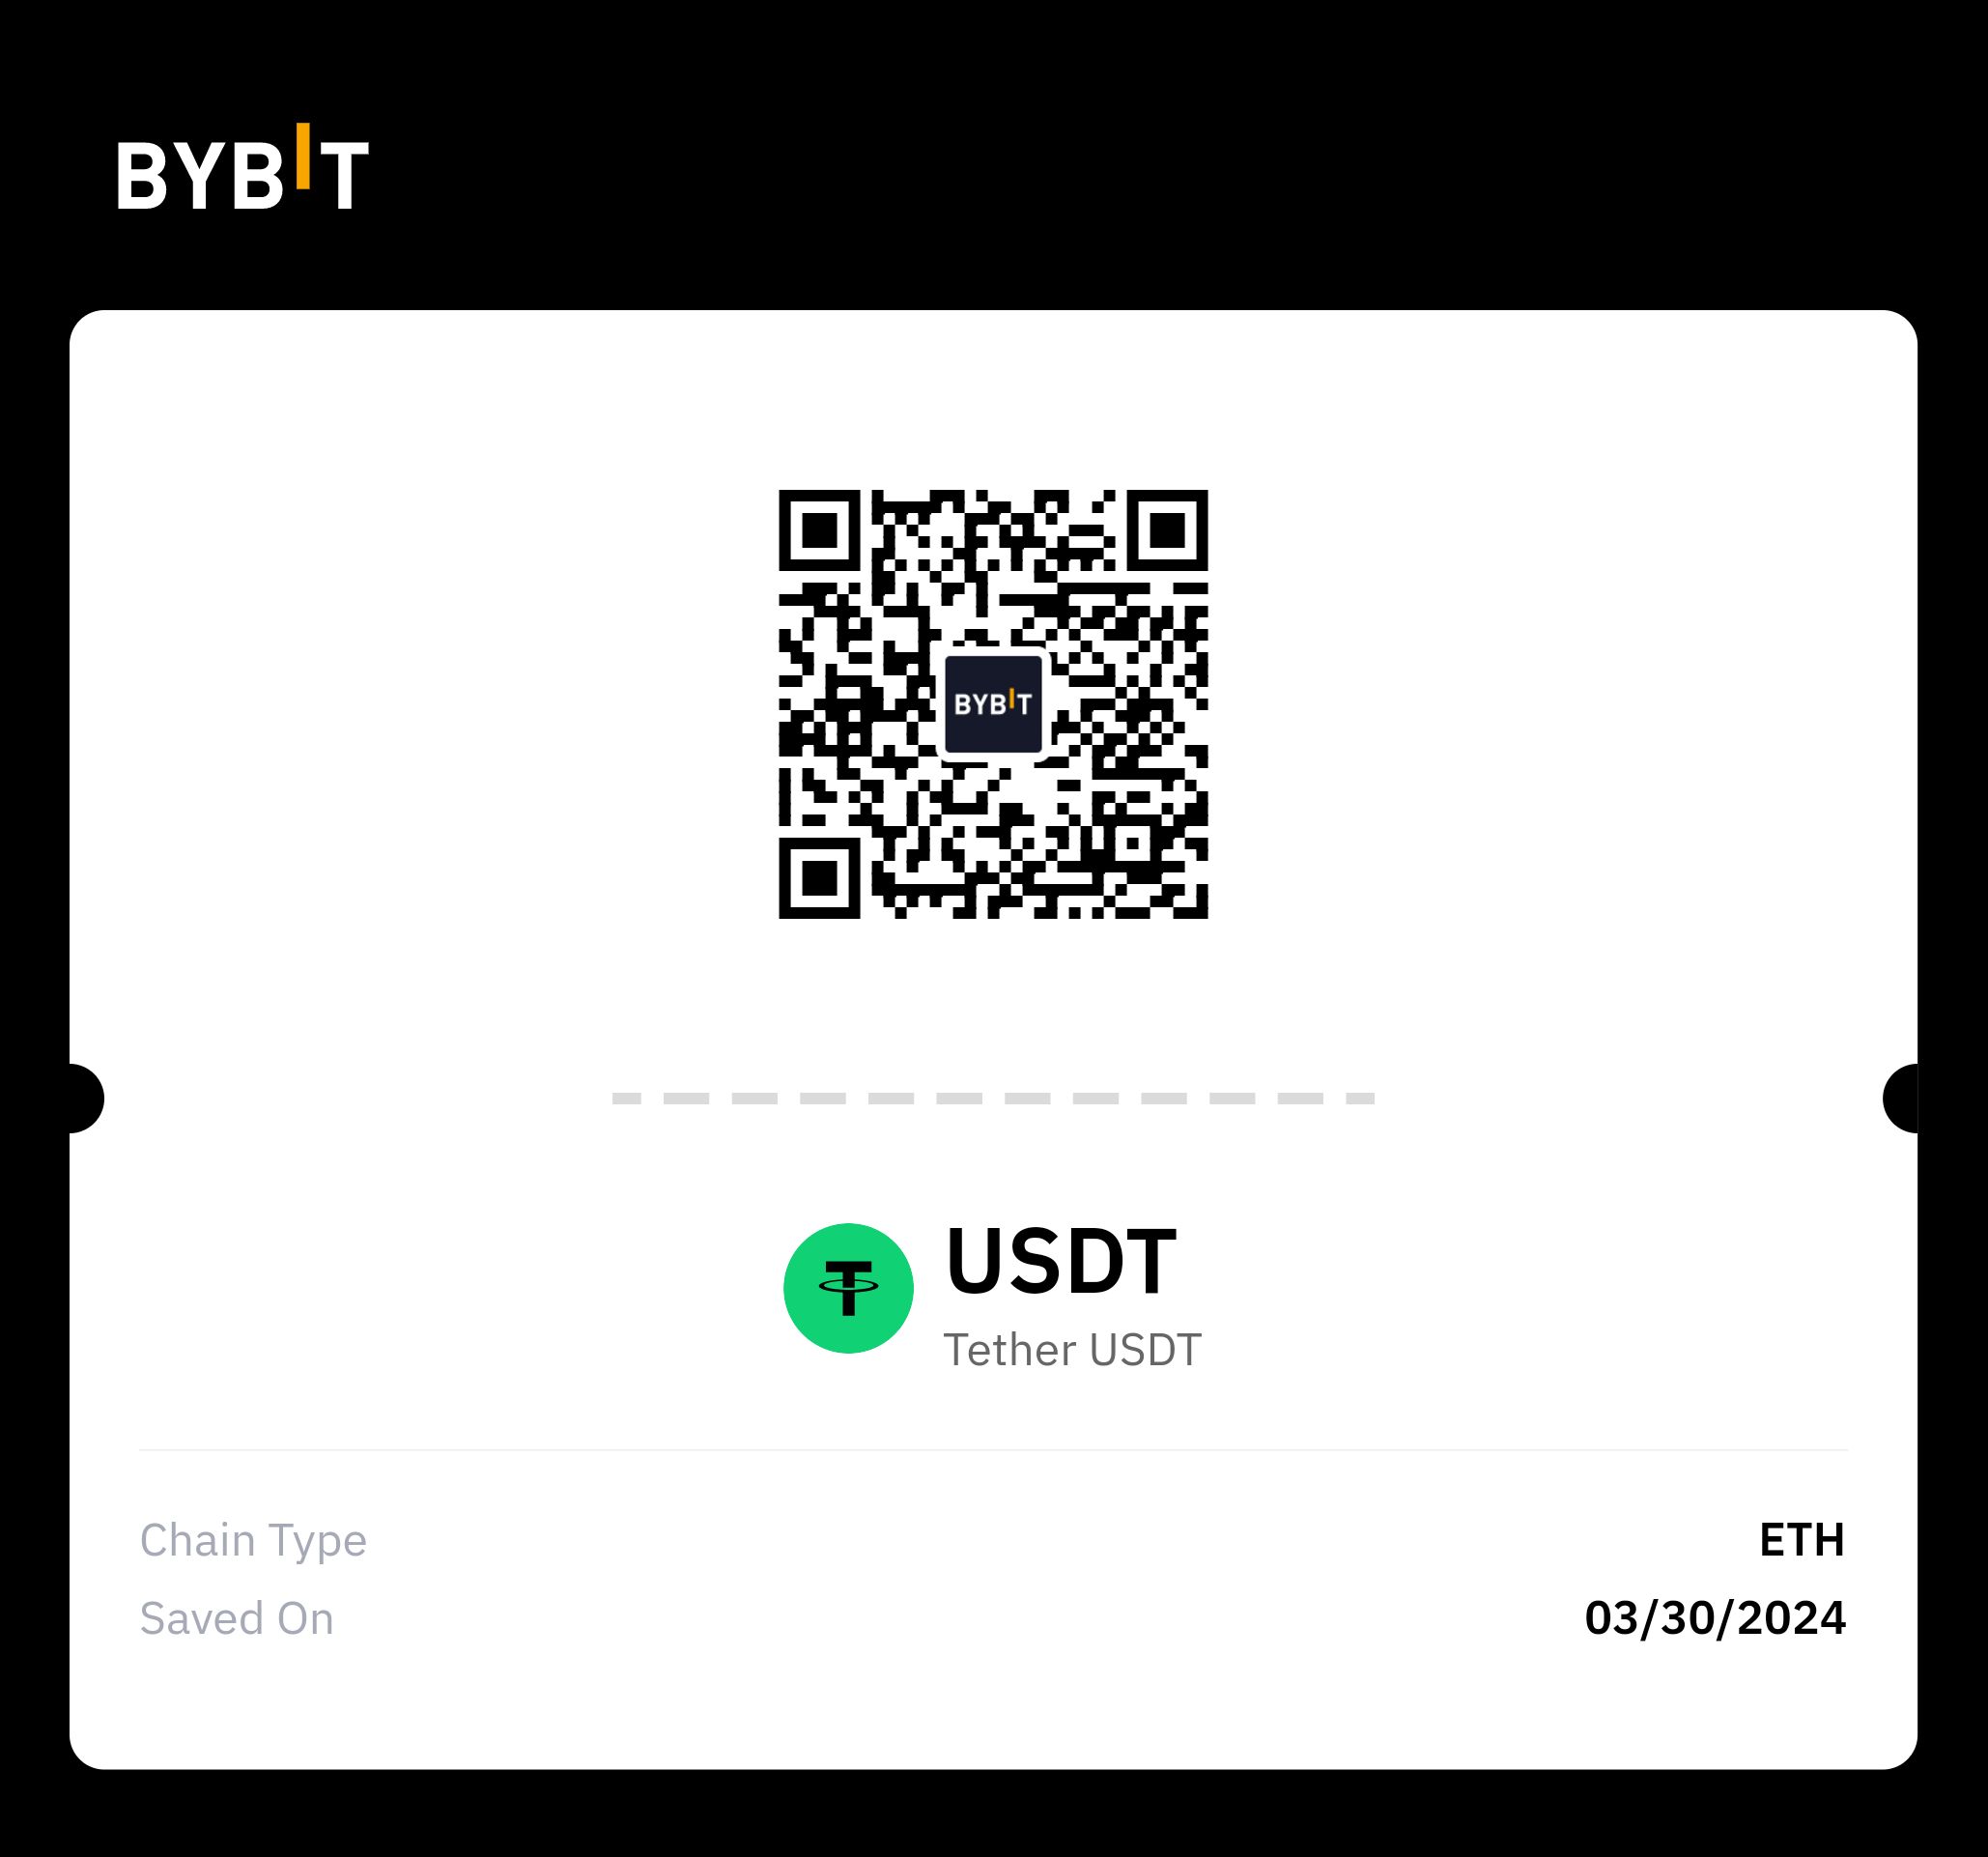 BYBIT
BYBIT
USDT
Tether USDT
Chain Type ETH
Saved On 03/30/2024